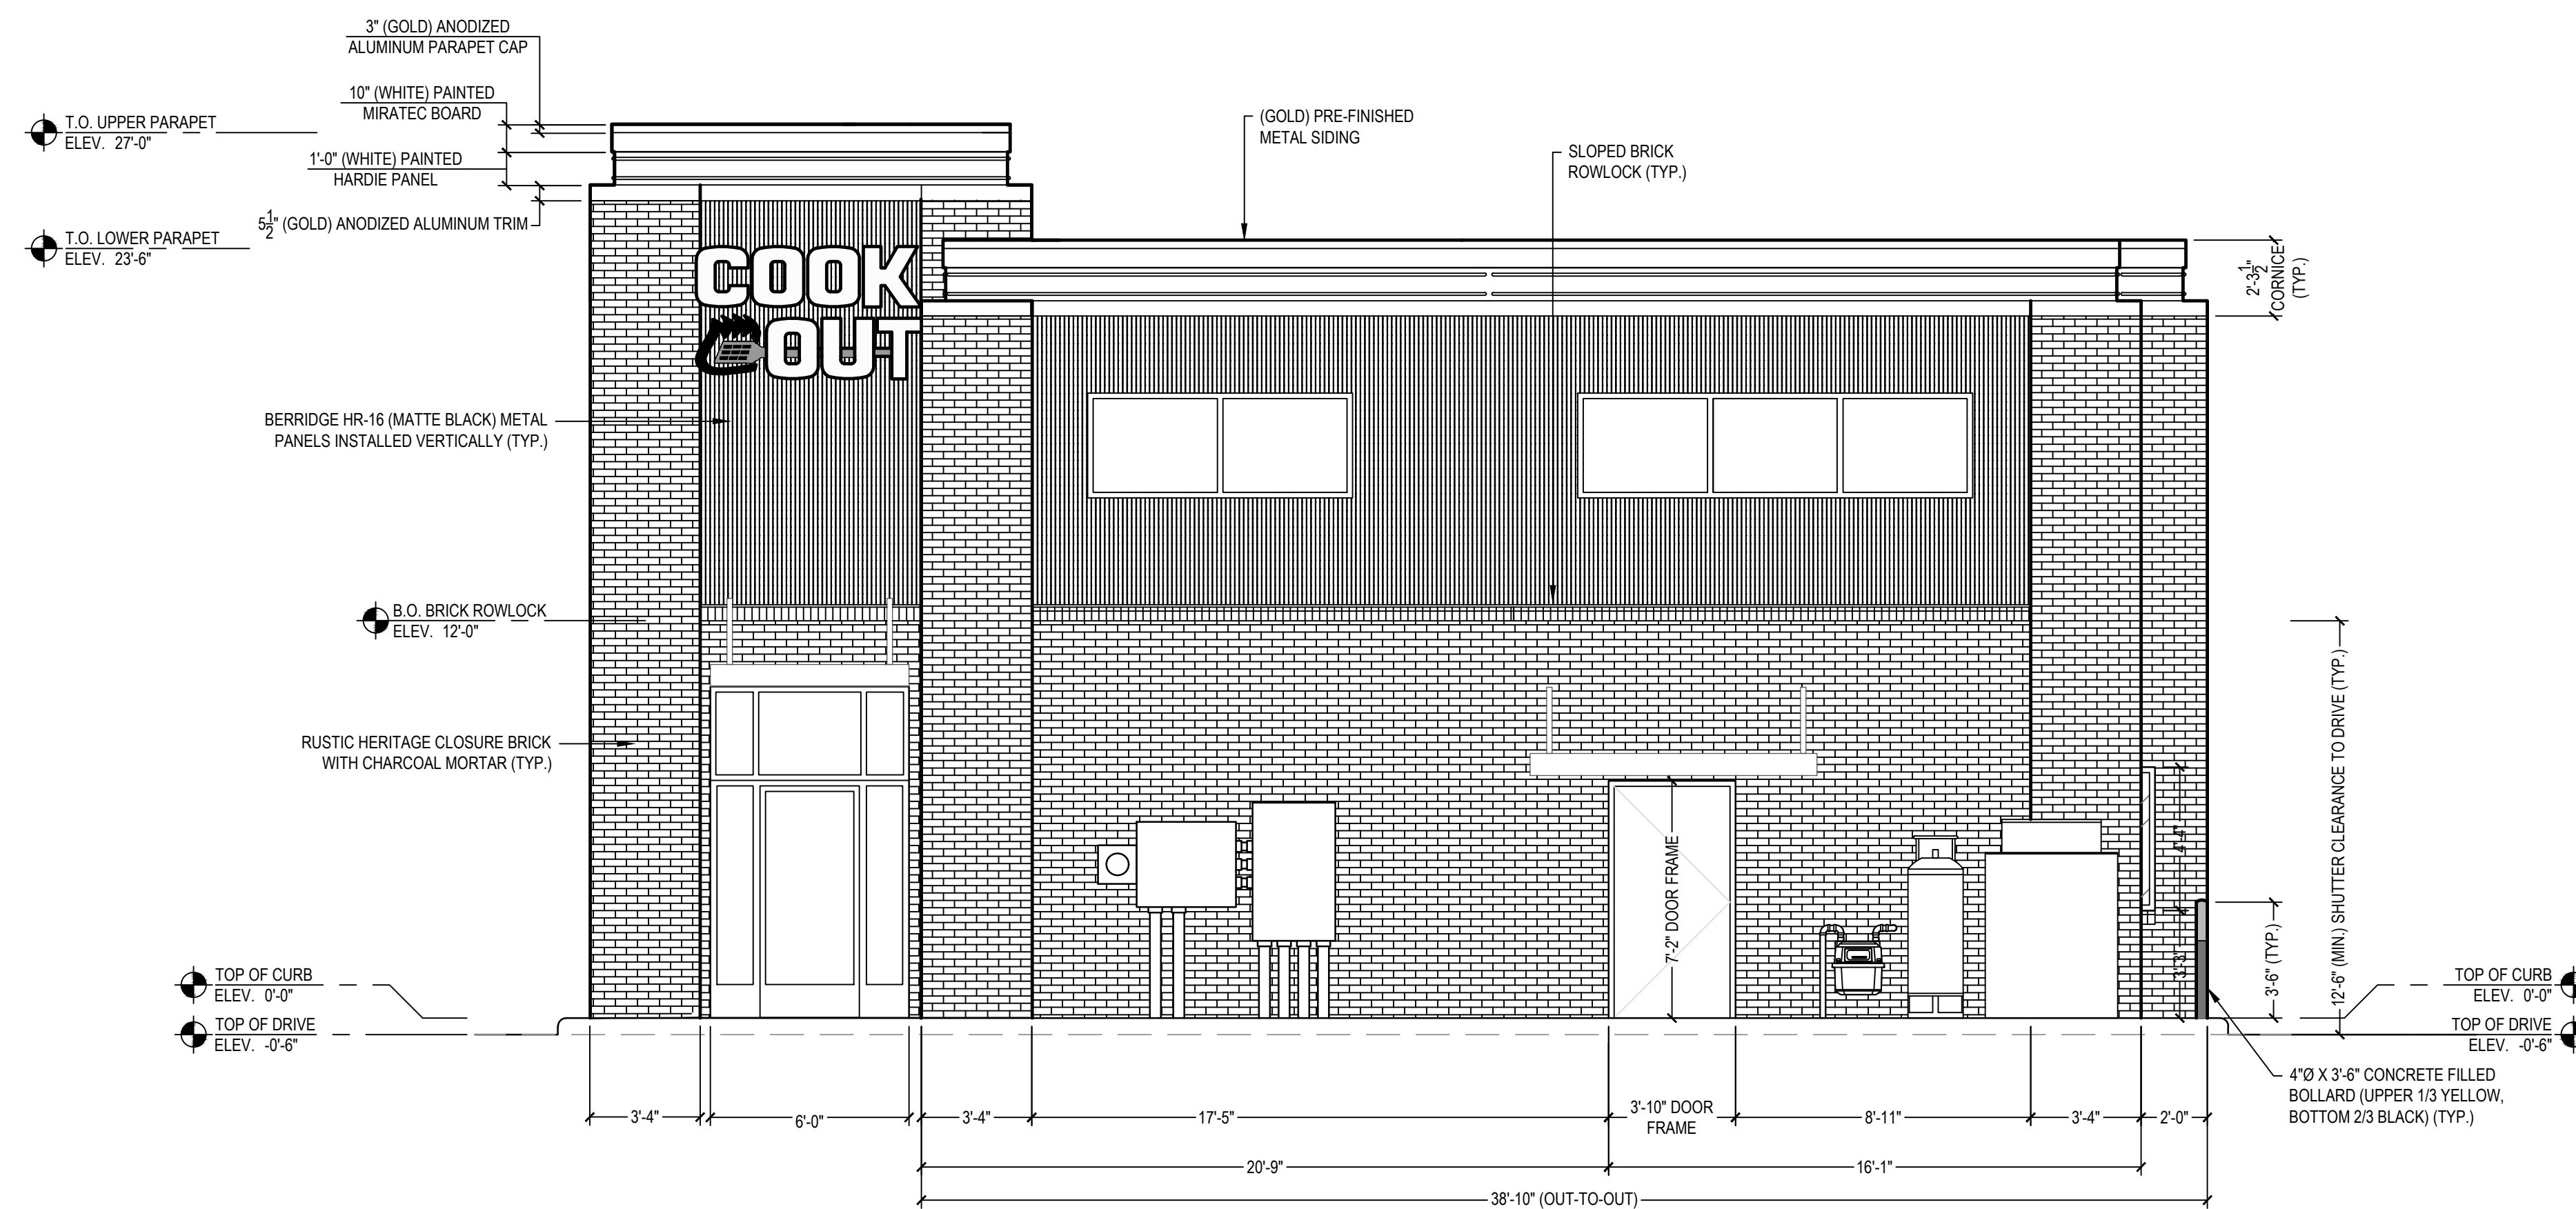 3" (GOLD) ANODIZED
ALUMINUM PARAPET CAP
10" (WHITE) PAINTED
MIRATEC BOARD
T.O. UPPER PARAPET
ELEV. 27'-0"
1'-0" (WHITE) PAINTED
HARDIE PANEL
5 1/2" (GOLD) ANODIZED ALUMINUM TRIM
T.O. LOWER PARAPET
ELEV. 23'-6"
(GOLD) PRE-FINISHED
METAL SIDING
SLOPED BRICK
ROWLOCK (TYP.)
2'-3 1/2"
CORNICE
(TYP.)
COOK
OUT
BERRIDGE HR-16 (MATTE BLACK) METAL
PANELS INSTALLED VERTICALLY (TYP.)
B.O. BRICK ROWLOCK
ELEV. 12'-0"
RUSTIC HERITAGE CLOSURE BRICK
WITH CHARCOAL MORTAR (TYP.)
7'-2" DOOR FRAME
4'-4"
3'-3"
3'-6" (TYP.)
12'-6" (MIN.) SHUTTER CLEARANCE TO DRIVE (TYP.)
TOP OF CURB
ELEV. 0'-0"
TOP OF DRIVE
ELEV. -0'-6"
TOP OF CURB
ELEV. 0'-0"
TOP OF DRIVE
ELEV. -0'-6"
4"Ø X 3'-6" CONCRETE FILLED
BOLLARD (UPPER 1/3 YELLOW,
BOTTOM 2/3 BLACK) (TYP.)
3'-4"
6'-0"
3'-4"
17'-5"
3'-10" DOOR
FRAME
8'-11"
3'-4"
2'-0"
20'-9"
16'-1"
38'-10" (OUT-TO-OUT)